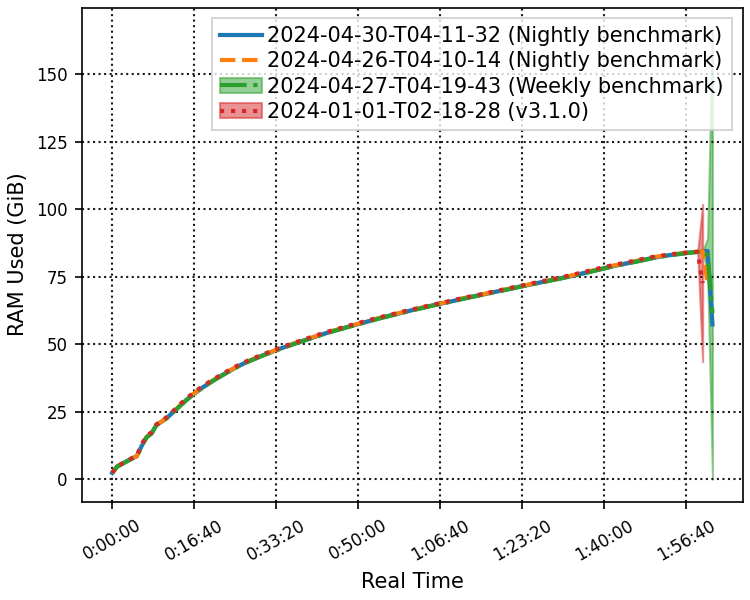 2024-04-30-T04-11-32 (Nightly benchmark)
2024-04-26-T04-10-14 (Nightly benchmark)
2024-04-27-T04-19-43 (Weekly benchmark)
2024-01-01-T02-18-28 (v3.1.0)
RAM Used (GiB)
150
125
100
75
50
25
0
0:00:00
0:16:40
0:33:20
0:50:00
1:06:40
1:23:20
1:40:00
1:56:40
Real Time